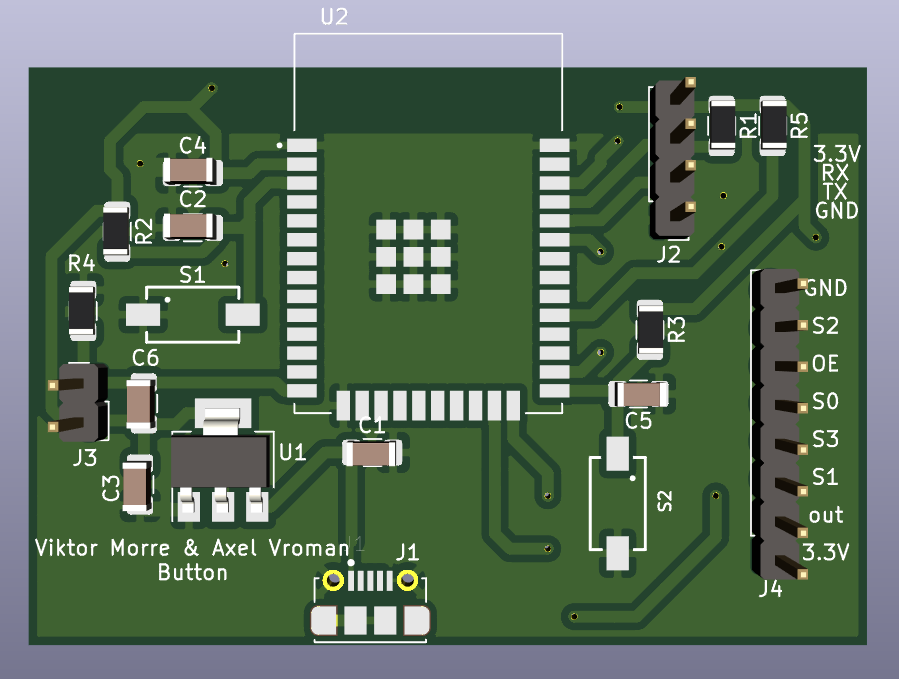 U2
C4
R1
R5
3.3V
RX
TX
GND
C2
R2
J2
R4
S1
GND
S2
C6
R3
OE
S0
C1
C5
S3
J3
U1
S1
C3
S2
out
Viktor Morre & Axel Vroman
J1
3.3V
Button
J4